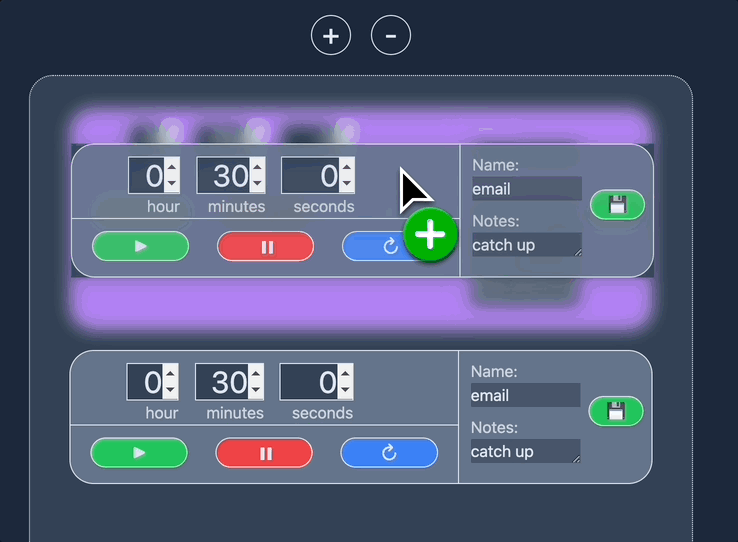 + -
Name:
0 30 0
email
hour minutes seconds
Notes:
catch up
Name:
0 30 0
email
hour minutes seconds
Notes:
catch up